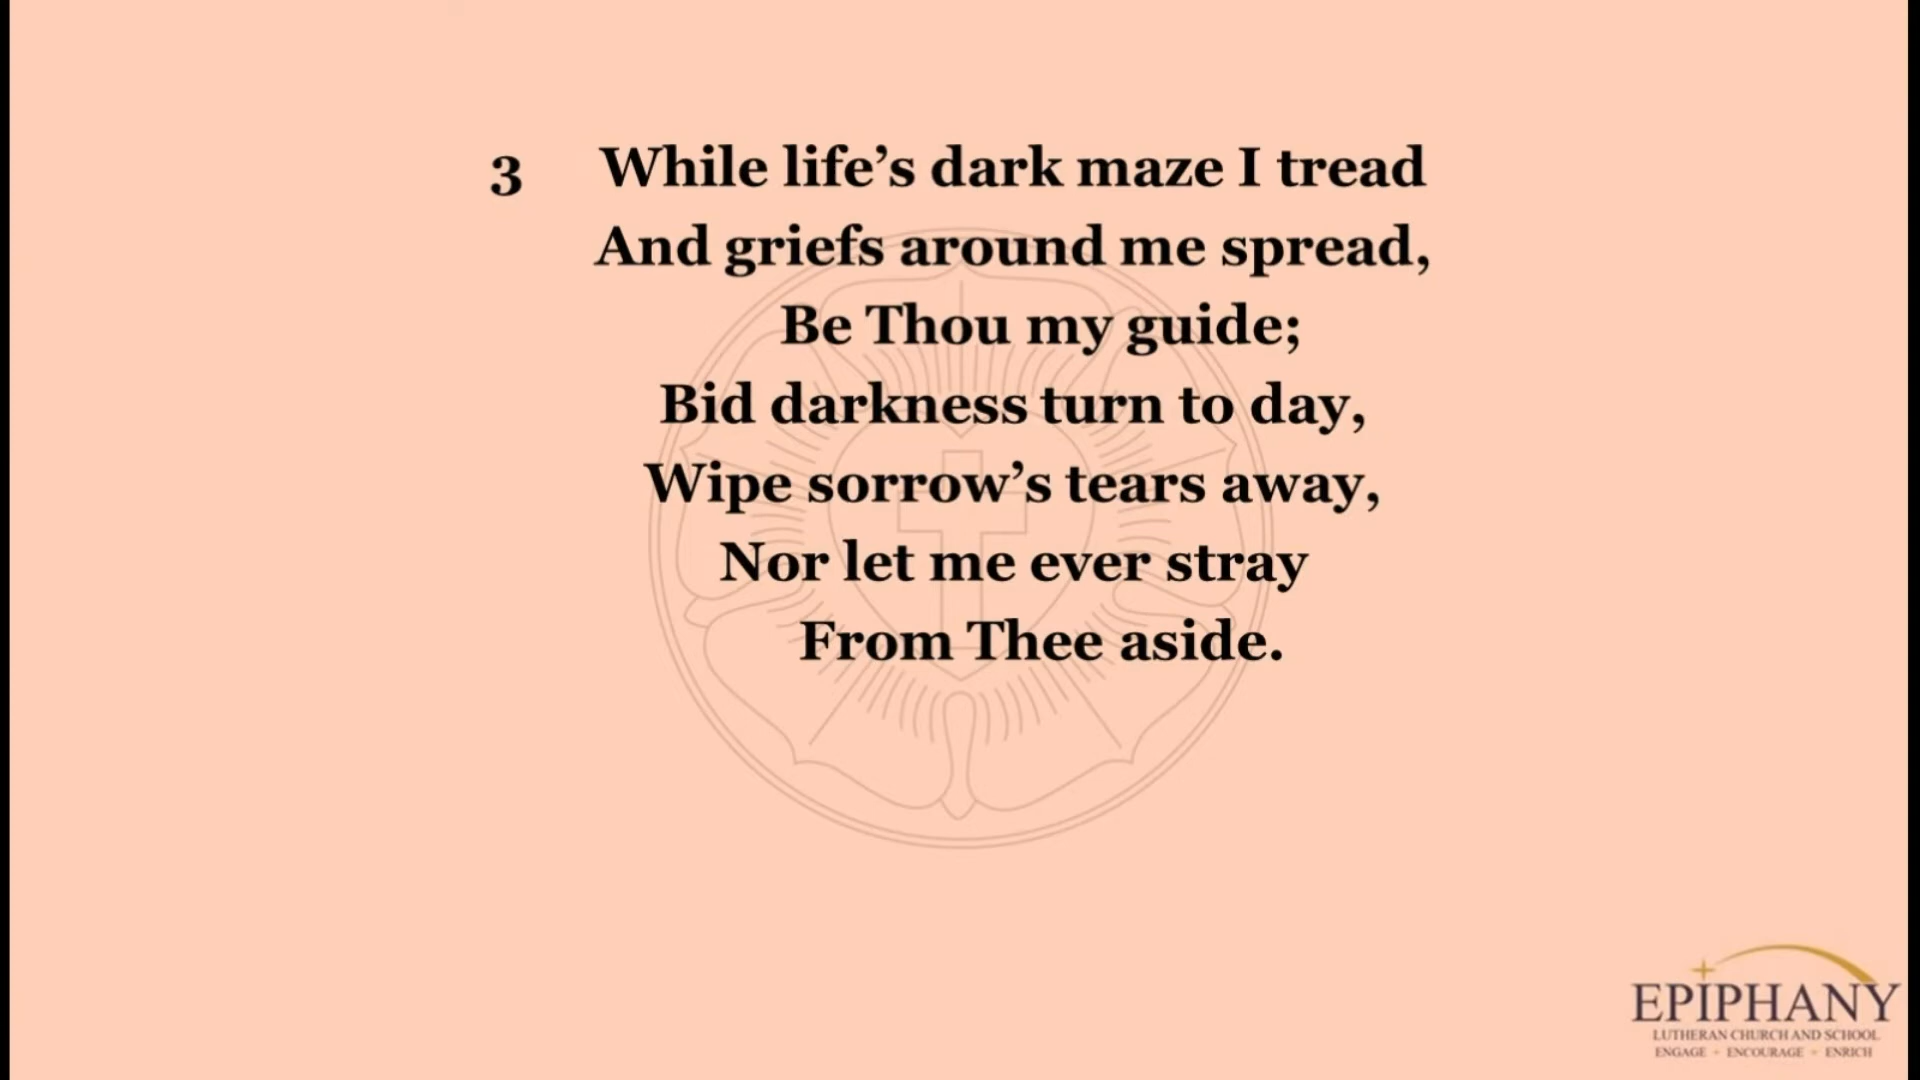 3 While life’s dark maze I tread
And griefs around me spread,
Be Thou my guide;
Bid darkness turn to day,
Wipe sorrow’s tears away,
Nor let me ever stray
From Thee aside.
EPIPHANY
LUTHERAN CHURCH AND SCHOOL
ENGAGE + ENCOURAGE + ENRICH